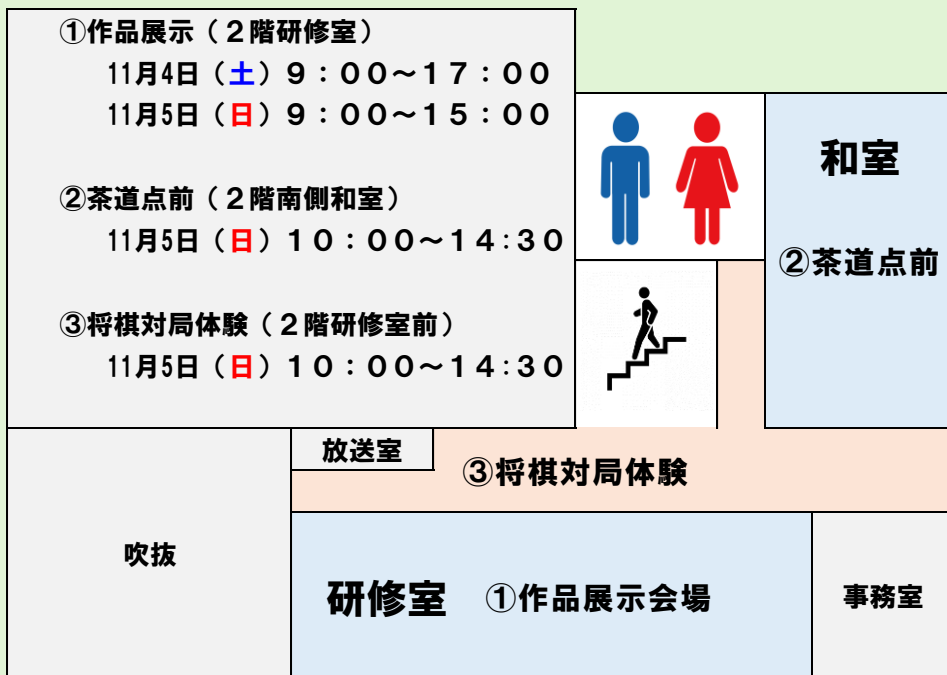 ①作品展示（２階研修室）
11月4日（土）９：００～１７：００
11月5日（日）９：００～１５：００
②茶道点前（２階南側和室）
11月5日（日）１０：００～１４:３０
③将棋対局体験（２階研修室前）
11月5日（日）１０：００～１４:３０
和室
②茶道点前
放送室
③将棋対局体験
吹抜
研修室 ①作品展示会場
事務室